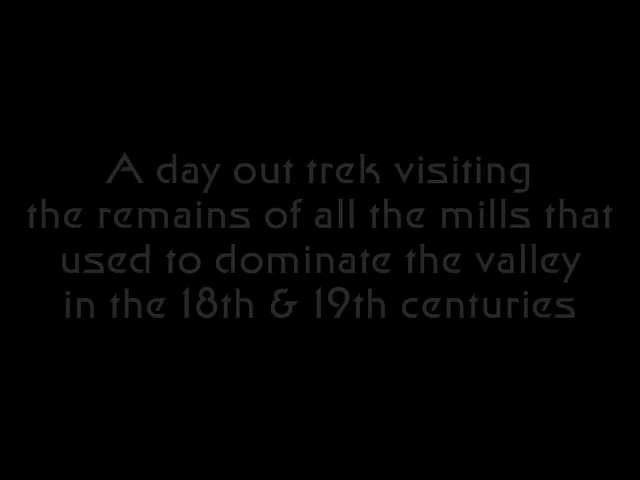 A day out trek visiting
the remains of all the mills that
used to dominate the valley
in the 18th & 19th centuries